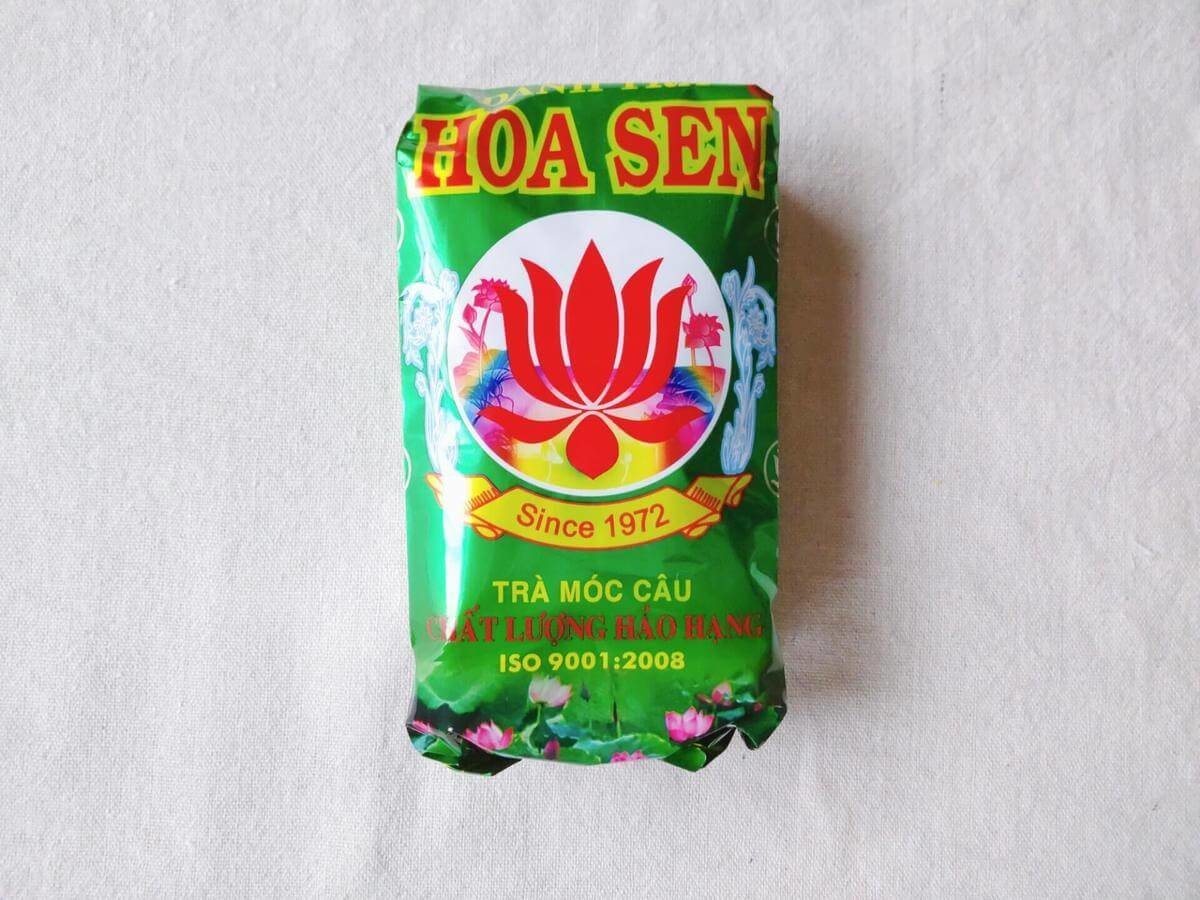 HOA SEN
Since 1972
TRÀ MÓC CÂU
CHẤT LƯỢNG HẢO HẠNG
ISO 9001:2008